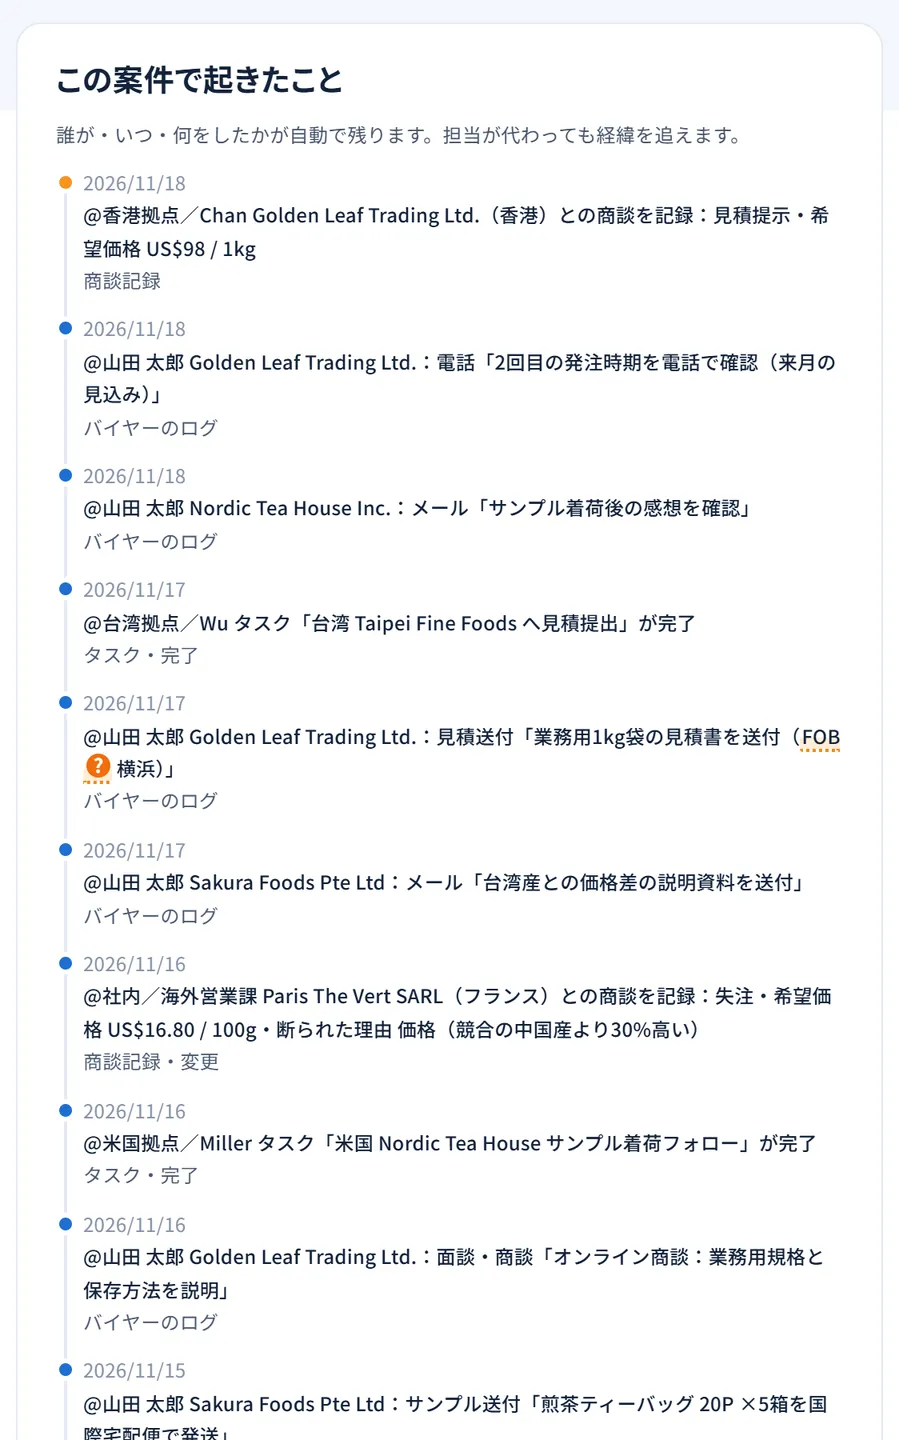 この案件で起きたこと
誰が・いつ・何をしたかが自動で残ります。担当が代わっても経緯を追えます。
2026/11/18
@香港拠点／Chan Golden Leaf Trading Ltd.（香港）との商談を記録：見積提示・希
望価格 US$98 / 1kg
商談記録
2026/11/18
@山田 太郎 Golden Leaf Trading Ltd.：電話「2回目の発注時期を電話で確認（来月の
見込み）」
バイヤーのログ
2026/11/18
@山田 太郎 Nordic Tea House Inc.：メール「サンプル着荷後の感想を確認」
バイヤーのログ
2026/11/17
@台湾拠点／Wu タスク「台湾 Taipei Fine Foods へ見積提出」が完了
タスク・完了
2026/11/17
@山田 太郎 Golden Leaf Trading Ltd.：見積送付「業務用1kg袋の見積書を送付（FOB
? 横浜）」
バイヤーのログ
2026/11/17
@山田 太郎 Sakura Foods Pte Ltd：メール「台湾産との価格差の説明資料を送付」
バイヤーのログ
2026/11/16
@社内／海外営業課 Paris The Vert SARL（フランス）との商談を記録：失注・希望価
格 US$16.80 / 100g・断られた理由 価格（競合の中国産より30%高い）
商談記録・変更
2026/11/16
@米国拠点／Miller タスク「米国 Nordic Tea House サンプル着荷フォロー」が完了
タスク・完了
2026/11/16
@山田 太郎 Golden Leaf Trading Ltd.：面談・商談「オンライン商談：業務用規格と
保存方法を説明」
バイヤーのログ
2026/11/15
@山田 太郎 Sakura Foods Pte Ltd：サンプル送付「煎茶ティーバッグ 20P ×5箱を国
際宅配便で発送」